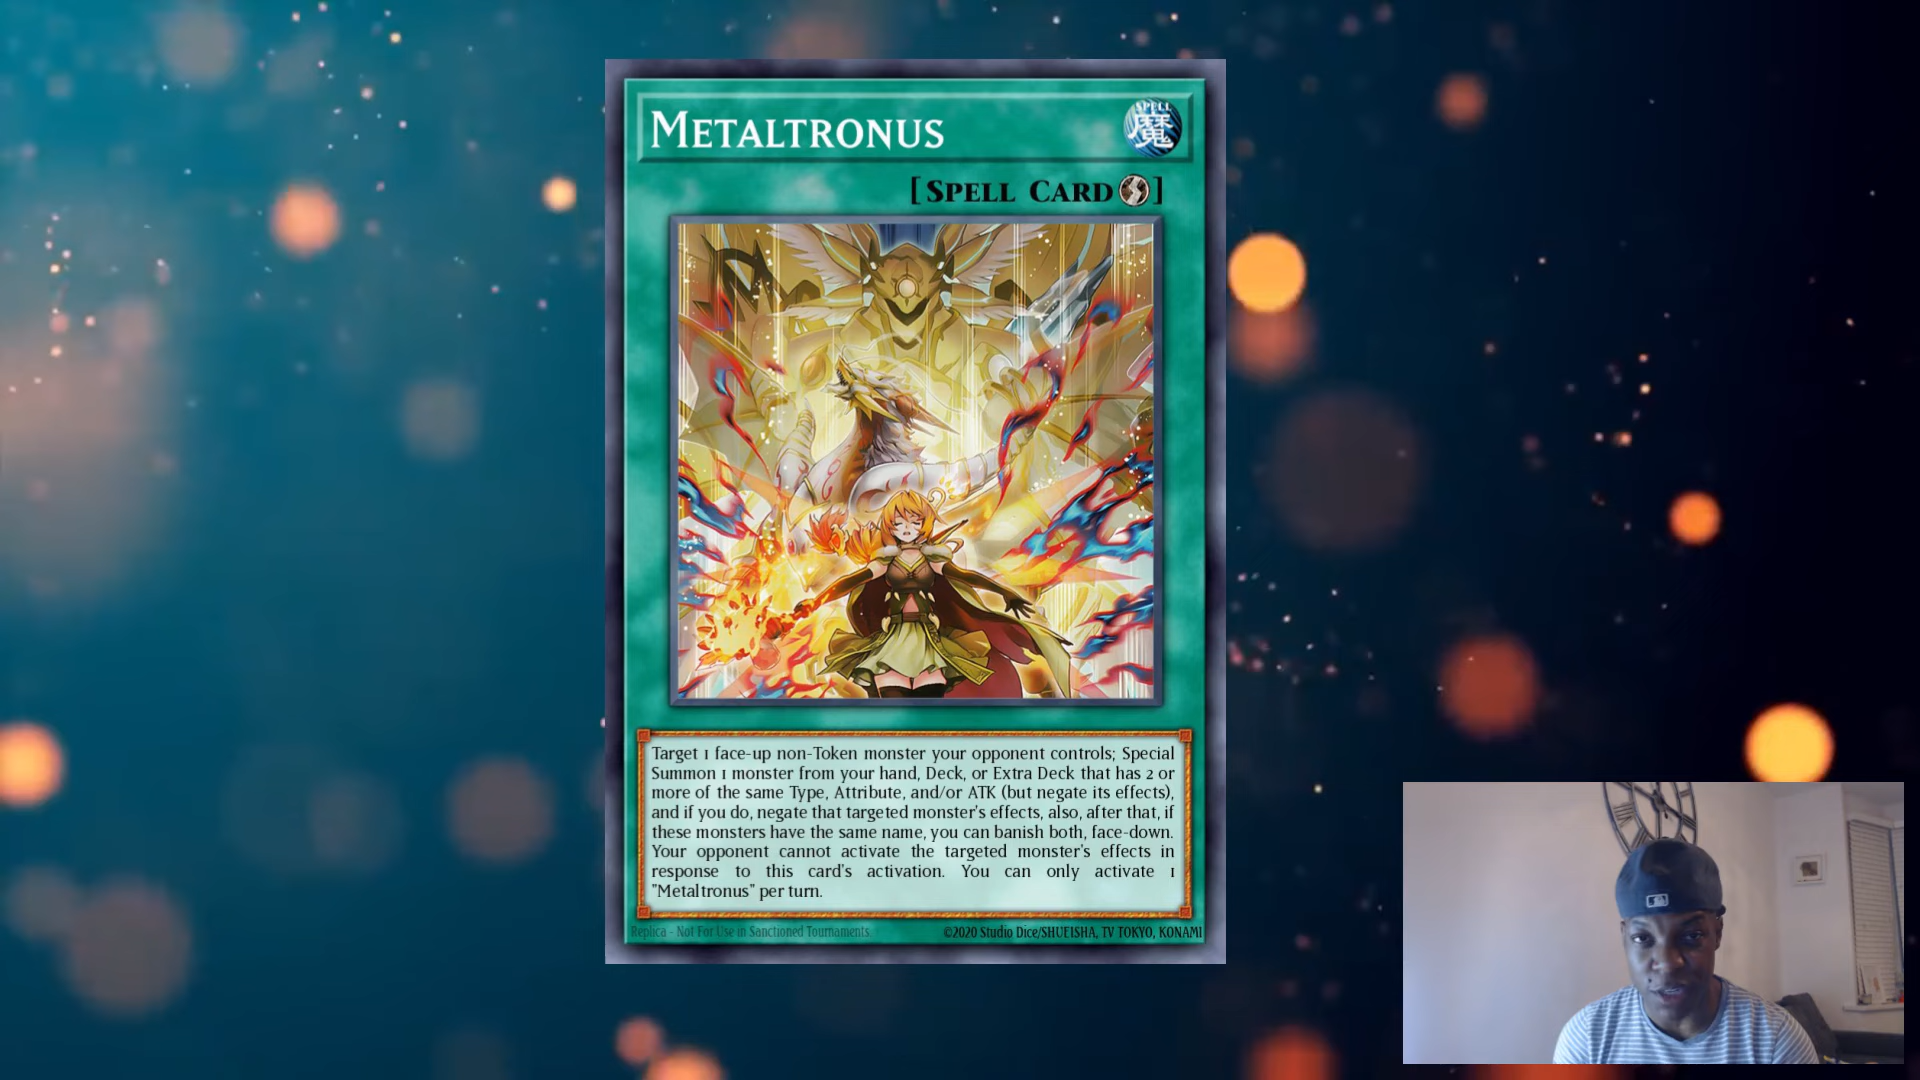 METALTRONUS
SPELL
魔
[SPELL CARD]
Target 1 face-up non-Token monster your opponent controls; Special
Summon 1 monster from your hand, Deck, or Extra Deck that has 2 or
more of the same Type, Attribute, and/or ATK (but negate its effects),
and if you do, negate that targeted monster's effects, also, after that, if
these monsters have the same name, you can banish both, face-down.
Your opponent cannot activate the targeted monster's effects in
response to this card's activation. You can only activate 1
"Metaltronus" per turn.
Replica - Not For Use in Sanctioned Tournaments.
©2020 Studio Dice/SHUEISHA, TV TOKYO, KONAMI